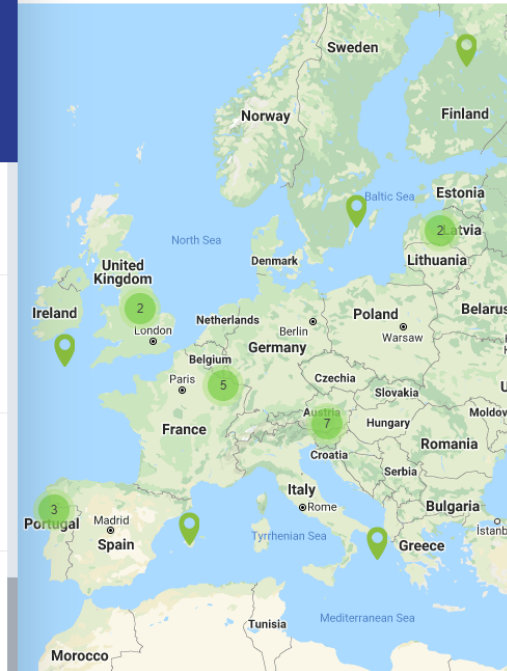 Sweden
Finland
Norway
Baltic Sea
Estonia
2
Latvia
North Sea
Denmark
Lithuania
United
Kingdom
2
Ireland
London
Netherlands
Berlin
Poland
Warsaw
Belarus
Germany
Belgium
Paris
5
Czechia
Slovakia
Austria
7
Hungary
Moldov
France
Croatia
Romania
Serbia
Italy
Rome
3
Portugal
Madrid
Spain
Bulgaria
İstanb
Tyrrhenian Sea
Greece
Mediterranean Sea
Tunisia
Morocco